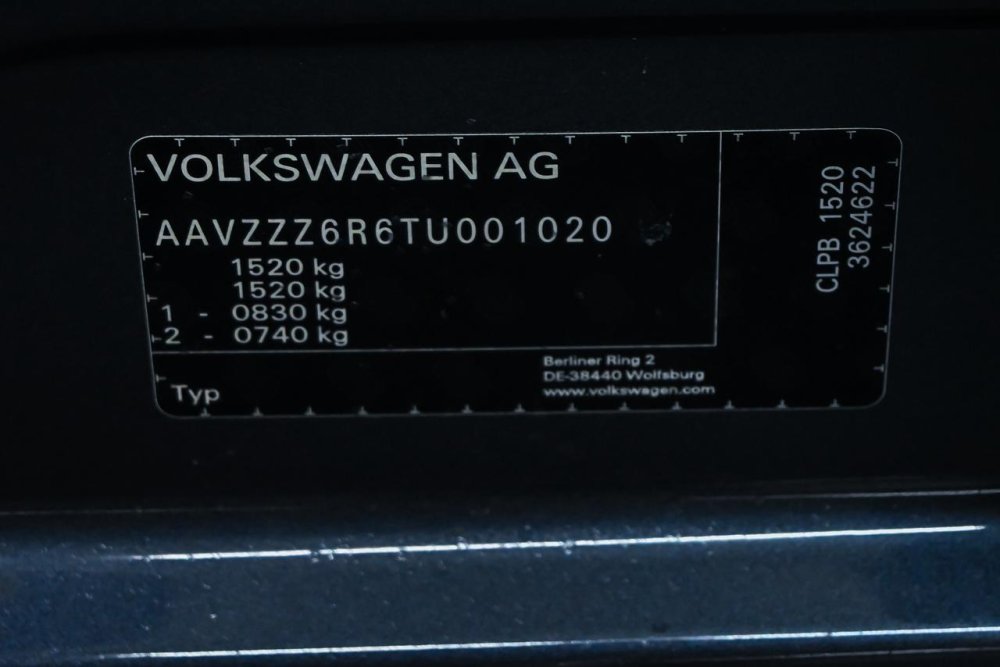 VOLKSWAGEN AG
AAVZZZ6R6TU001020
1520 kg
1520 kg
1 - 0830 kg
2 - 0740 kg
Typ
Berliner Ring 2
DE-38440 Wolfsburg
www.volkswagen.com
CLPB 1520
3624622